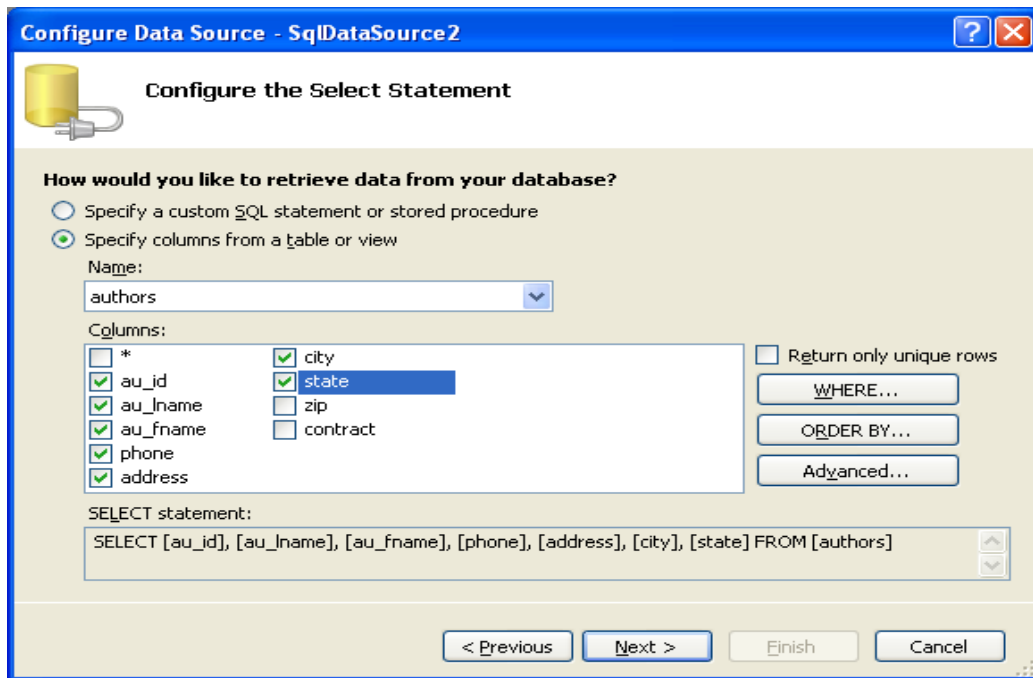 Configure Data Source - SqlDataSource2
Configure the Select Statement
How would you like to retrieve data from your database?
Specify a custom SQL statement or stored procedure
Specify columns from a table or view
Name:
authors
Columns:
*
au_id
au_lname
au_fname
phone
address
city
state
zip
contract
Return only unique rows
WHERE...
ORDER BY...
Advanced...
SELECT statement:
SELECT [au_id], [au_lname], [au_fname], [phone], [address], [city], [state] FROM [authors]
< Previous
Next >
Finish
Cancel